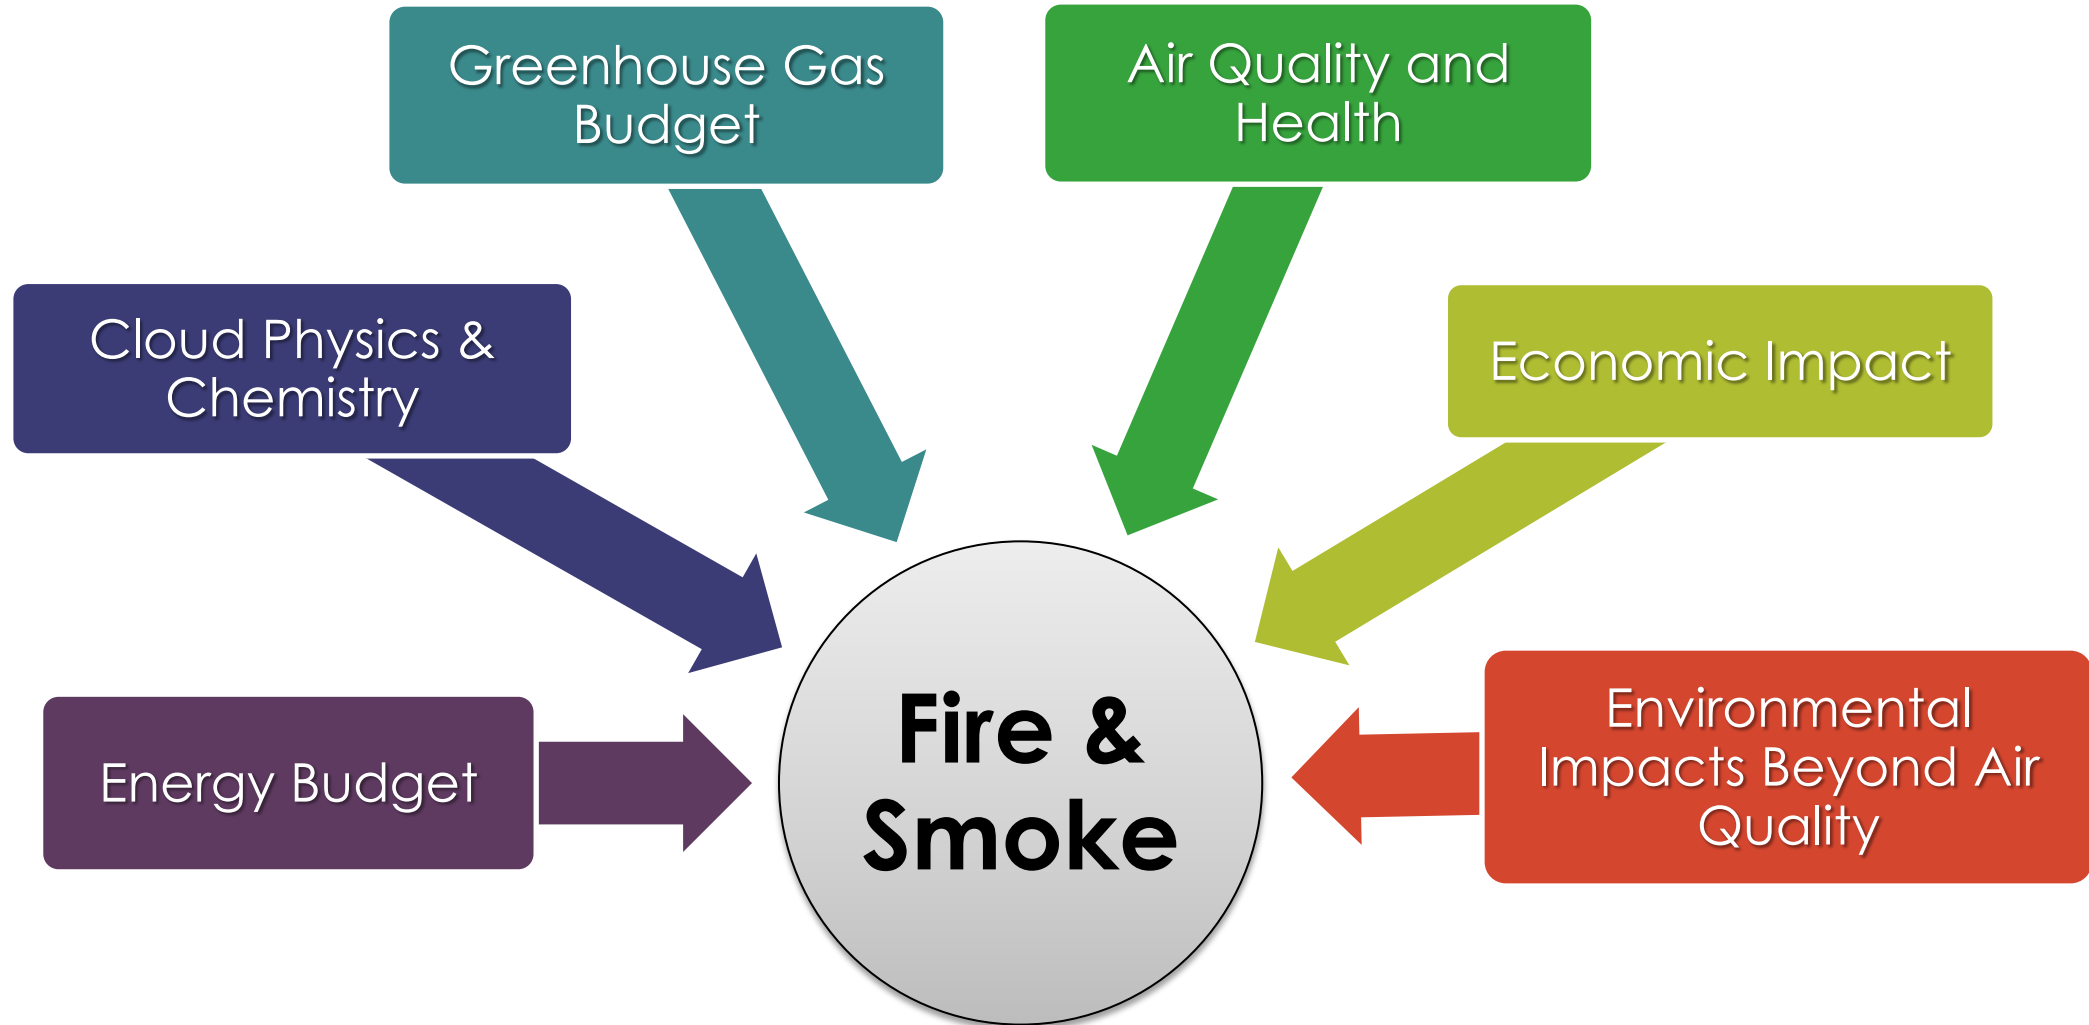 Greenhouse Gas
Budget
Air Quality and
Health
Cloud Physics &
Chemistry
Economic Impact
Energy Budget
Fire &
Smoke
Environmental
Impacts Beyond Air
Quality